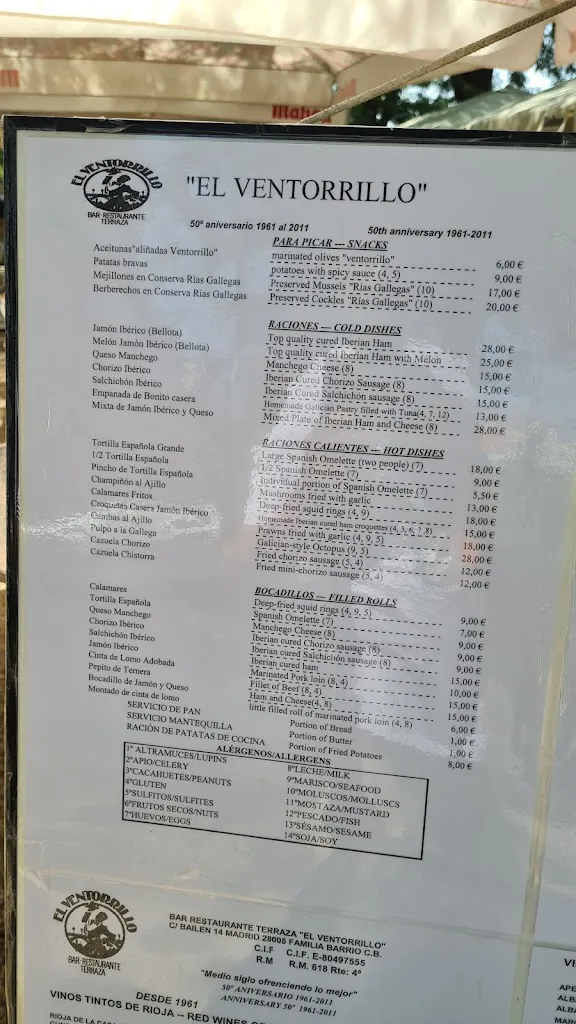 Mahou
EL VENTORRILLO
BAR-RESTAURANTE
TERRAZA
"EL VENTORRILLO"
50º aniversario 1961 al 2011 50th anniversary 1961-2011
PARA PICAR --- SNACKS
Aceitunas"aliñadas Ventorrillo" marinated olives "ventorrillo" 6,00 €
Patatas bravas potatoes with spicy sauce (4, 5) 9,00 €
Mejillones en Conserva Rías Gallegas Preserved Mussels "Rías Gallegas" (10) 17,00 €
Berberechos en Conserva Rías Gallegas Preserved Cockles "Rías Gallegas" (10) 20,00 €
RACIONES --- COLD DISHES
Jamón Ibérico (Bellota) Top quality cured Iberian Ham 28,00 €
Melón Jamón Ibérico (Bellota) Top quality cured Iberian Ham with Melon 25,00 €
Queso Manchego Manchego Cheese (8) 15,00 €
Chorizo Ibérico Iberian Cured Chorizo Sausage (8) 15,00 €
Salchichón Ibérico Iberian Cured Salchichón sausage (8) 15,00 €
Empanada de Bonito casera Homemade Galician Pastry filled with Tuna(4, 7, 12) 13,00 €
Mixta de Jamón Ibérico y Queso Mixed Plate of Iberian Ham and Cheese (8) 28,00 €
RACIONES CALIENTES --- HOT DISHES
Tortilla Española Grande Large Spanish Omelette (two people) (7) 18,00 €
1/2 Tortilla Española 1/2 Spanish Omelette (7) 9,00 €
Pincho de Tortilla Española Individual portion of Spanish Omelette (7) 5,50 €
Champiñón al Ajillo Mushrooms fried with garlic 13,00 €
Calamares Fritos Deep-fried squid rings (4, 9) 18,00 €
Croquetas Casera Jamón Ibérico Homemade Iberian cured ham croquettes (4, 5, 6, 7 ,8) 15,00 €
Gambas al Ajillo Prawns fried with garlic (4, 9, 5) 18,00 €
Pulpo a la Gallega Galician-style Octopus (9, 5) 28,00 €
Cazuela Chorizo Fried chorizo sausage (5, 4) 12,00 €
Cazuela Chistorra Fried mini-chorizo sausage (5, 4) 12,00 €
BOCADILLOS --- FILLED ROLLS
Calamares Deep-fried squid rings (4, 9, 5) 9,00 €
Tortilla Española Spanish Omelette (7) 7,00 €
Queso Manchego Manchego Cheese (8) 9,00 €
Chorizo Ibérico Iberian cured Chorizo sausage (8) 9,00 €
Salchichón Ibérico Iberian cured Salchichión sausage (8) 9,00 €
Jamón Ibérico Iberian cured ham 15,00 €
Cinta de Lomo Adobada Marinated Pork loin (8, 4) 10,00 €
Pepito de Ternera Fillet of Beef (8, 4) 15,00 €
Bocadillo de Jamón y Queso Ham and Cheese(4, 8) 15,00 €
Montado de cinta de lomo little filled roll of marinated pork loin (4, 8) 6,00 €
SERVICIO DE PAN Portion of Bread 1,00 €
SERVICIO MANTEQUILLA Portion of Butter 1,00 €
RACIÓN DE PATATAS DE COCINA Portion of Fried Potatoes 8,00 €
ALÉRGENOS/ALLERGENS
1º ALTRAMUCES/LUPINS 8ºLECHE/MILK
2ºAPIO/CELERY 9ºMARISCO/SEAFOOD
3ºCACAHUETES/PEANUTS 10ºMOLUSCOS/MOLLUSCS
4ºGLUTEN 11ºMOSTAZA/MUSTARD
5ºSULFITOS/SULFITES 12ºPESCADO/FISH
6ºFRUTOS SECOS/NUTS 13ºSÉSAMO/SESAME
7ºHUEVOS/EGGS 14ºSOJA/SOY
EL VENTORRILLO
BAR-RESTAURANTE
TERRAZA
BAR RESTAURANTE TERRAZA "EL VENTORRILLO"
C/ BAILEN 14 MADRID 28005 FAMILIA BARRIO C.B.
C.I.F C.I.F. E-80497555
R.M R.M. 618 Rte: 4º
"Medio siglo ofrenciendo lo mejor"
50º ANIVERSARIO 1961-2011
DESDE 1961 ANNIVERSARY 50º 1961-2011
VINOS TINTOS DE RIOJA -- RED WINES
RIOJA DE LA
VI
APE
ALB
ALBA
MAR